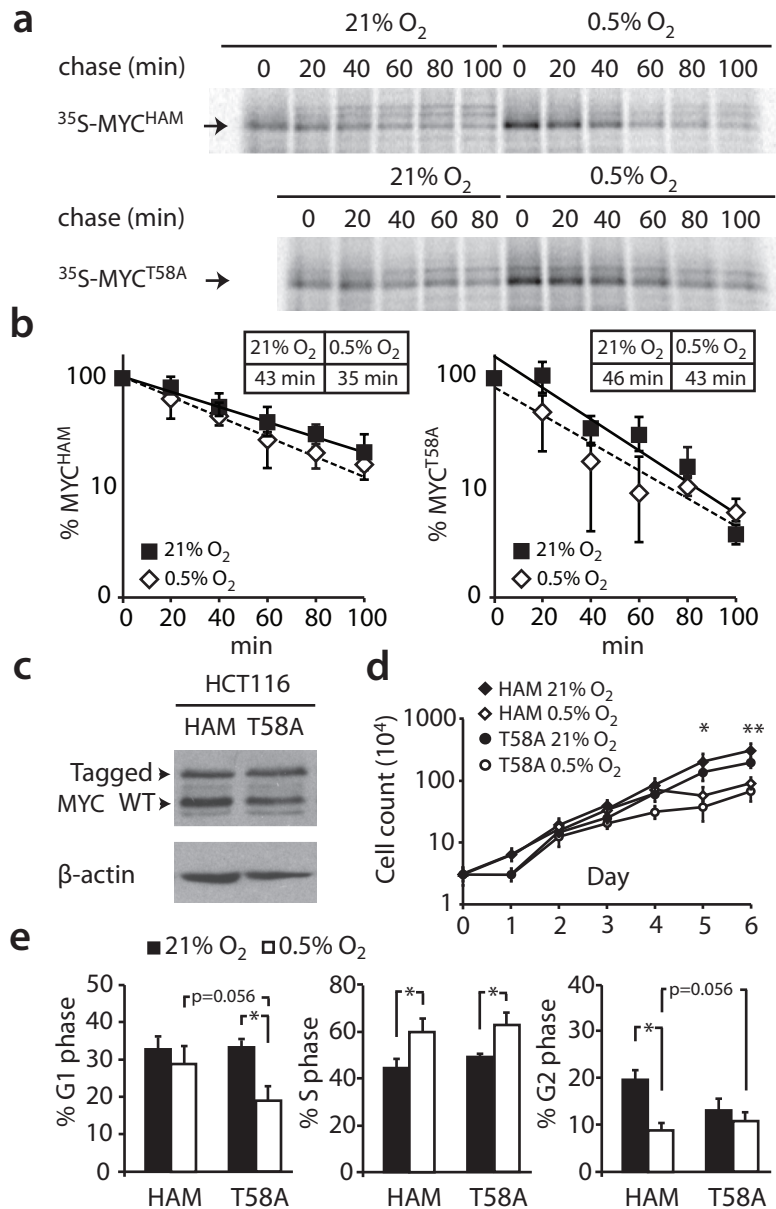 a
21% O₂ 0.5% O₂
chase (min) 0 20 40 60 80 100 0 20 40 60 80 100
³⁵S-MYCᴴᴬᴹ
21% O₂ 0.5% O₂
chase (min) 0 20 40 60 80 0 20 40 60 80 100
³⁵S-MYCᵀ⁵⁸ᴬ
b
21% O₂ 0.5% O₂
43 min 35 min
100
10
0
% MYCᴴᴬᴹ
21% O₂
0.5% O₂
0 20 40 60 80 100
min
21% O₂ 0.5% O₂
46 min 43 min
100
10
0
% MYCᵀ⁵⁸ᴬ
21% O₂
0.5% O₂
0 20 40 60 80 100
min
c
HCT116
HAM T58A
Tagged
MYC WT
β-actin
d
HAM 21% O₂
HAM 0.5% O₂
T58A 21% O₂
T58A 0.5% O₂
* **
1000
100
10
1
Cell count (10⁴)
Day
0 1 2 3 4 5 6
e
21% O₂ 0.5% O₂
50
40
30
20
10
0
% G1 phase
p=0.056
*
HAM T58A
80
60
40
20
0
% S phase
* *
HAM T58A
50
40
30
20
10
0
% G2 phase
p=0.056
*
HAM T58A